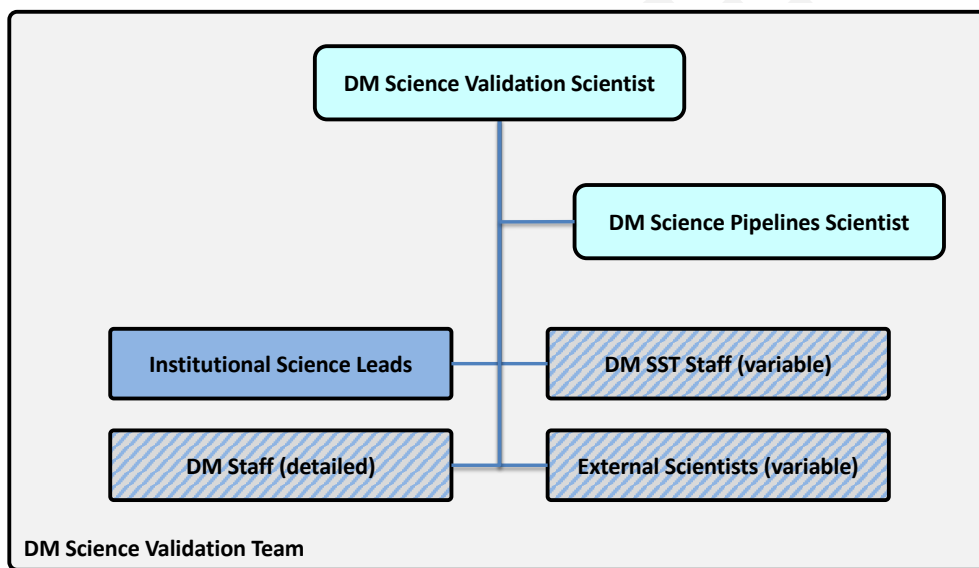 DM Science Validation Scientist
DM Science Pipelines Scientist
Institutional Science Leads
DM SST Staff (variable)
DM Staff (detailed)
External Scientists (variable)
DM Science Validation Team